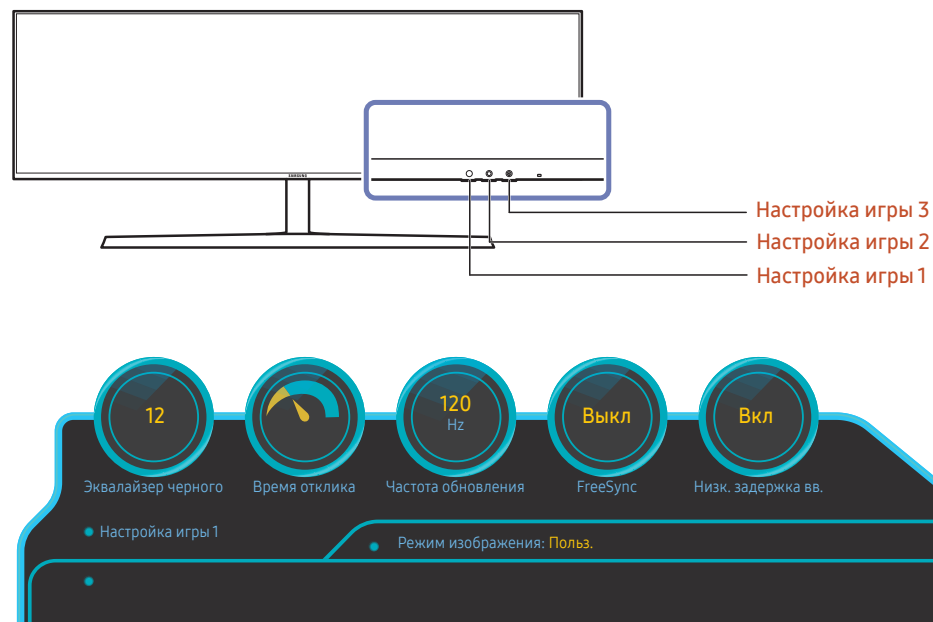 SAMSUNG
Настройка игры 3
Настройка игры 2
Настройка игры 1
12
120
Hz
Выкл
Вкл
Эквалайзер черного
Время отклика
Частота обновления
FreeSync
Низк. задержка вв.
Настройка игры 1
Режим изображения: Польз.